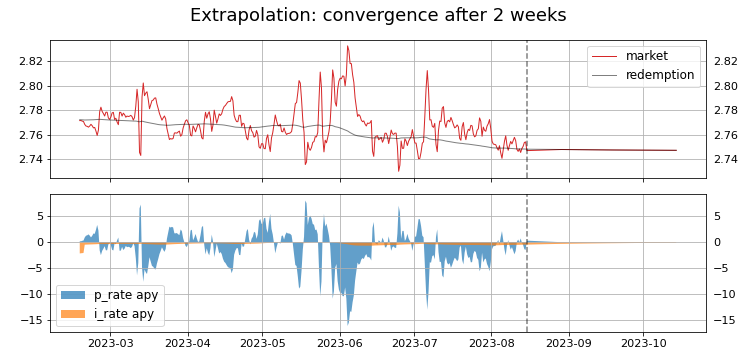 Extrapolation: convergence after 2 weeks
2.82 2.82
2.80 2.80
2.78 2.78
2.76 2.76
2.74 2.74
market
redemption
5 5
0 0
−5 −5
−10 −10
−15 −15
p_rate apy
i_rate apy
2023-03 2023-04 2023-05 2023-06 2023-07 2023-08 2023-09 2023-10